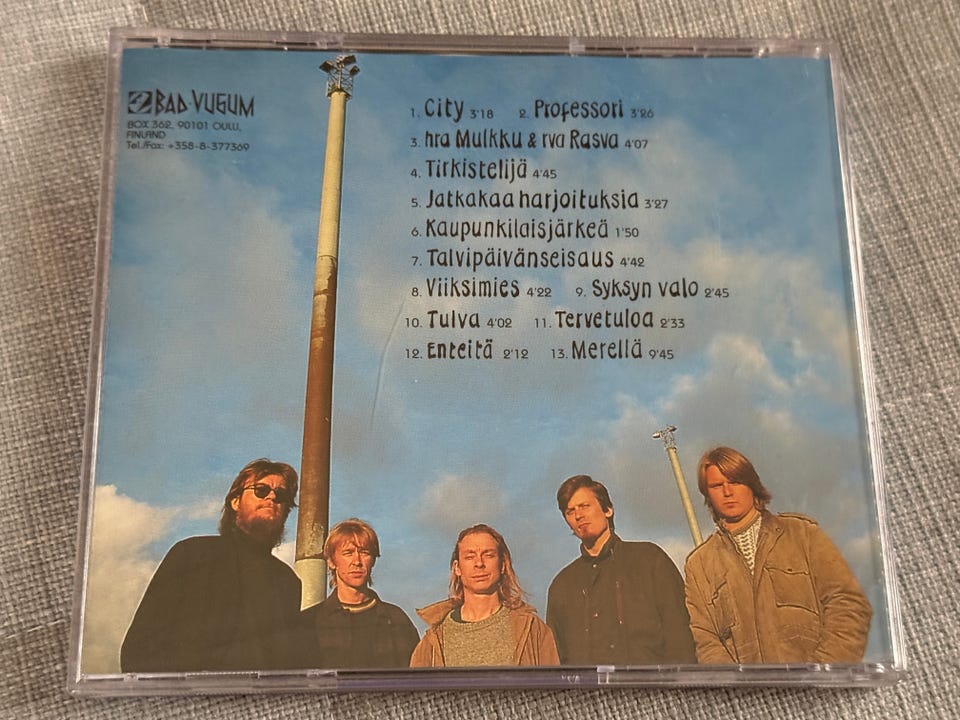 BAD·VUGUM
BOX 362, 90101 OULU,
FINLAND
Tel./Fax: +358-8-377369
1. City 3'18 2. Professori 3'26
3. hra Mulkku & rva Rasva 4'07
4. Tirkistelijä 4'45
5. Jatkakaa harjoituksia 3'27
6. Kaupunkilaisjärkeä 1'50
7. Talvipäivänseisaus 4'42
8. Viiksimies 4'22 9. Syksyn valo 2'45
10. Tulva 4'02 11. Tervetuloa 2'33
12. Enteitä 2'12 13. Merellä 9'45